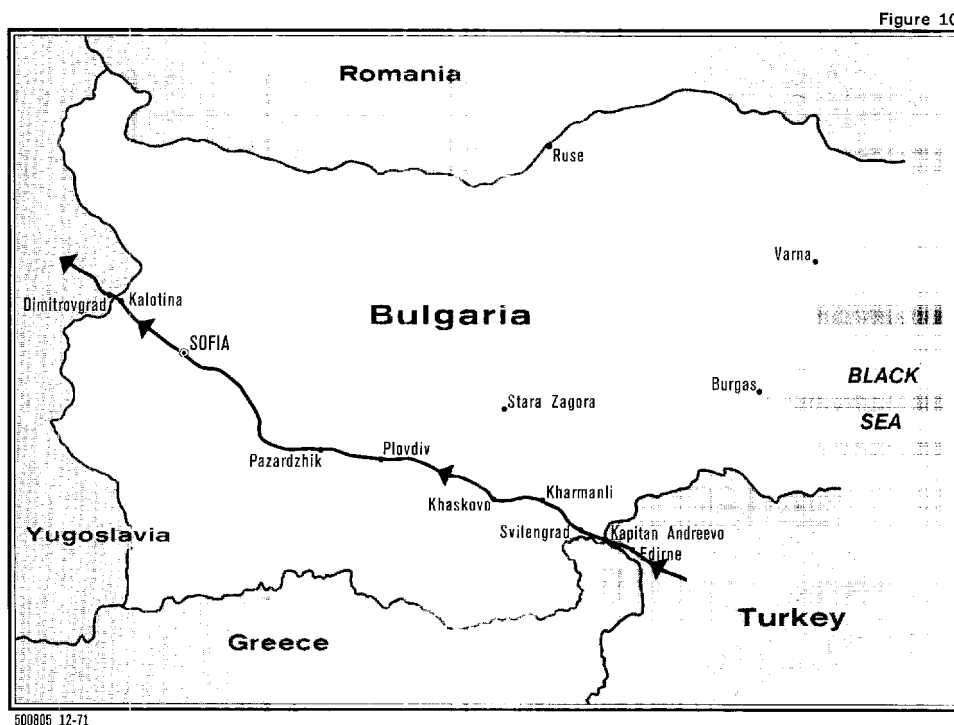 Figure 10
Romania
Ruse
Varna
Dimitrovgrad
Kalotina
Bulgaria
SOFIA
BLACK
SEA
Burgas
Stara Zagora
Pazardzhik
Plovdiv
Khaskovo
Kharmanli
Svilengrad
Kapitan Andreevo
Edirne
Yugoslavia
Greece
Turkey
500805 12-71